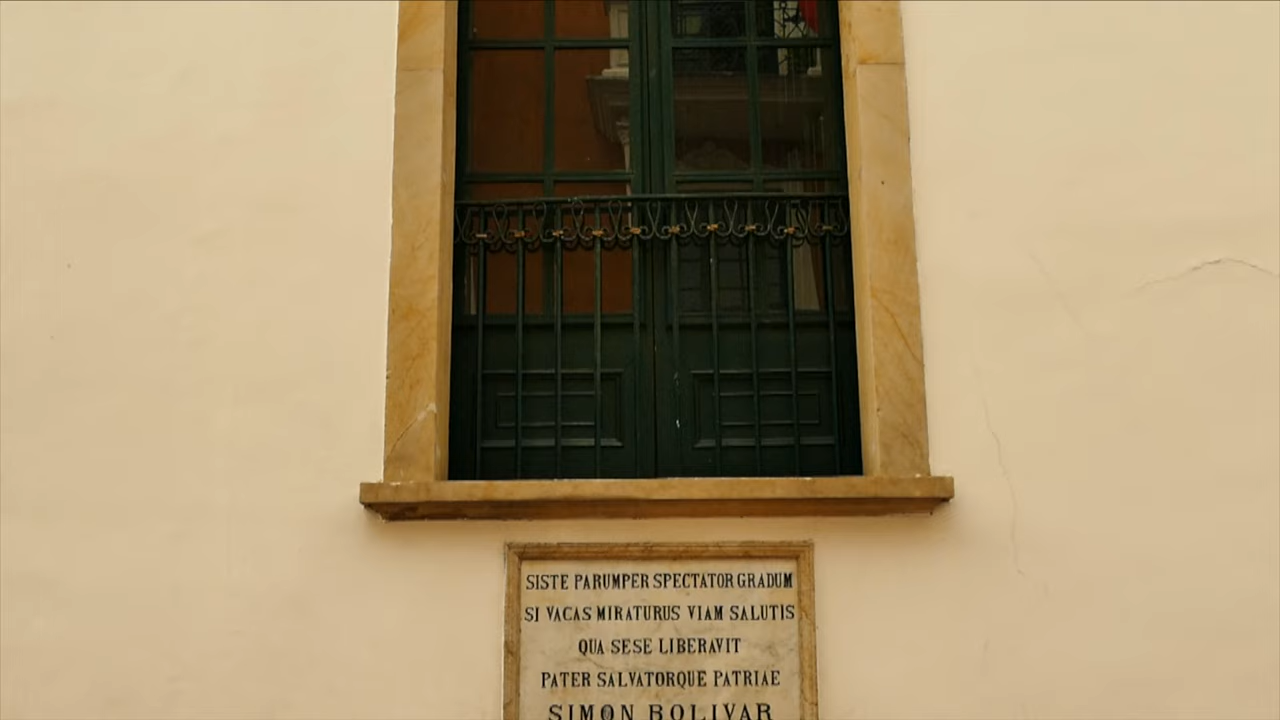 SISTE PARUMPER SPECTATOR GRADUM
SI VACAS MIRATURUS VIAM SALUTIS
QUA SESE LIBERAVIT
PATER SALVATORQUE PATRIAE
SIMON BOLIVAR